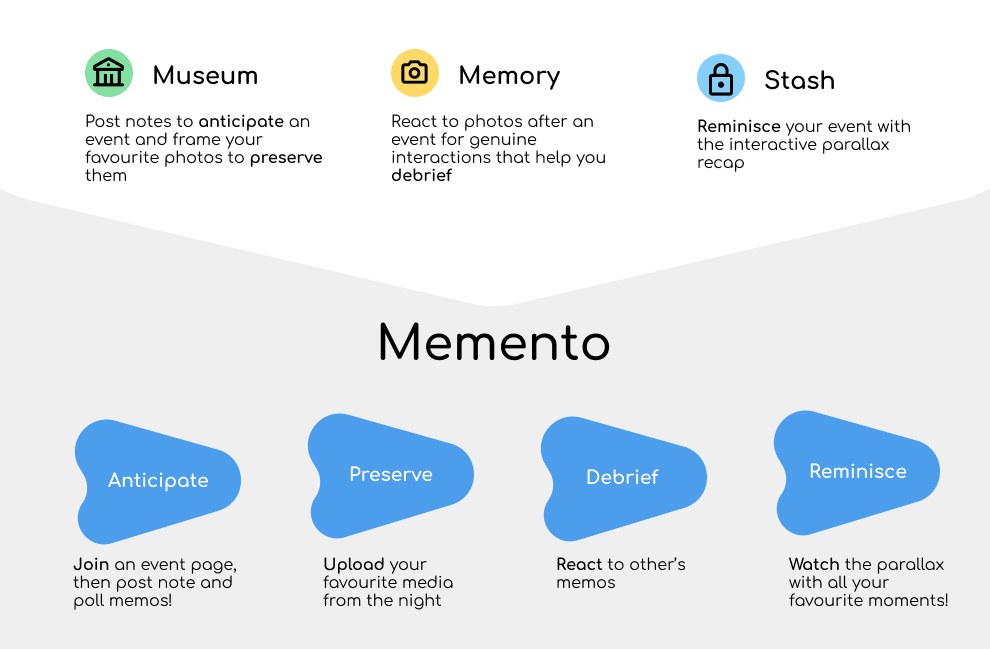 Museum
Post notes to anticipate an
event and frame your
favourite photos to preserve
them
Memory
React to photos after an
event for genuine
interactions that help you
debrief
Stash
Reminisce your event with
the interactive parallax
recap
Memento
Anticipate
Join an event page,
then post note and
poll memos!
Preserve
Upload your
favourite media
from the night
Debrief
React to other's
memos
Reminisce
Watch the parallax
with all your
favourite moments!